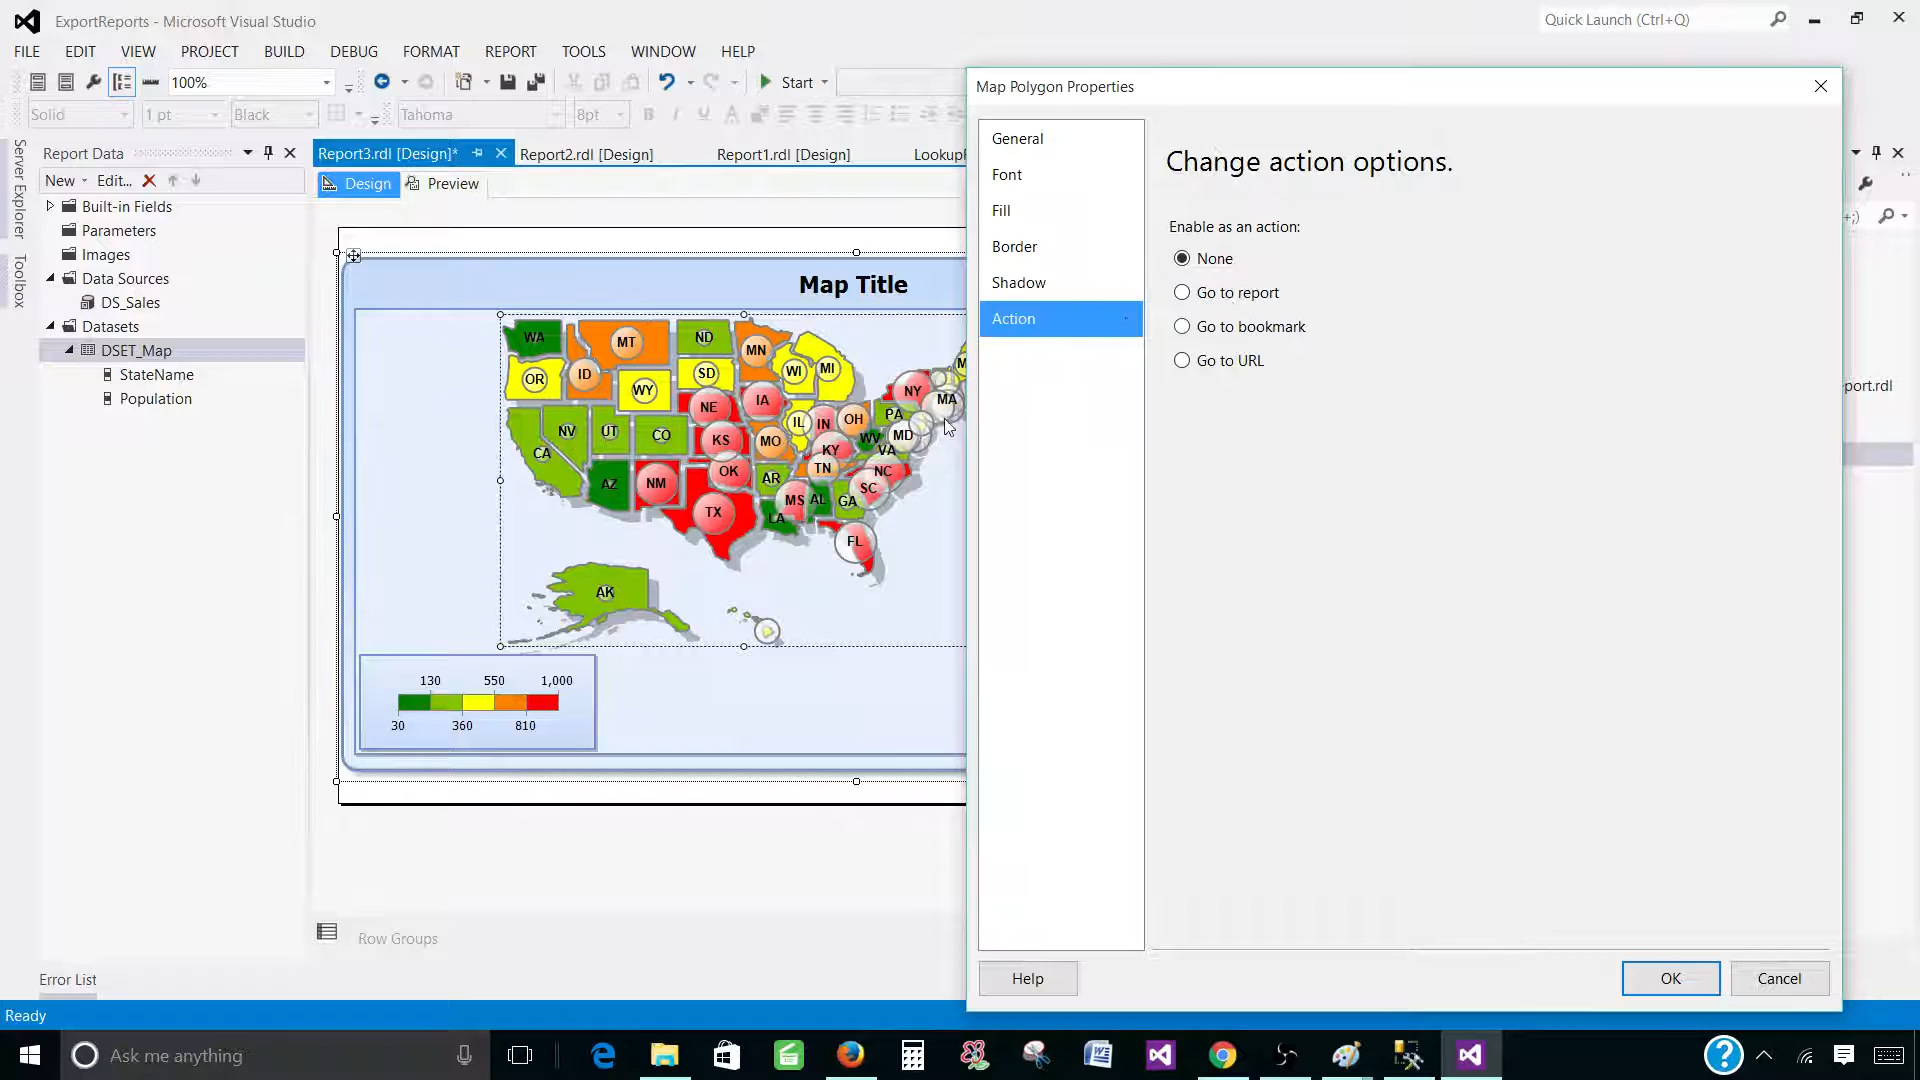 ExportReports - Microsoft Visual Studio
Quick Launch (Ctrl+Q)
FILE EDIT VIEW PROJECT BUILD DEBUG FORMAT REPORT TOOLS WINDOW HELP
100%
Start
Solid 1 pt Black Tahoma 8pt
Map Polygon Properties
Server Explorer
Toolbox
Report Data
New Edit...
Built-in Fields
Parameters
Images
Data Sources
DS_Sales
Datasets
DSET_Map
StateName
Population
Report3.rdl [Design]* Report2.rdl [Design] Report1.rdl [Design]
Design Preview
Map Title
WA MT ND MN
OR ID WY SD WI MI
NE IA NY MA
NV UT CO KS MO IL IN OH PA MD
CA KY WV VA
AZ NM OK AR TN NC
TX MS AL GA SC
LA
FL
AK
130 550 1,000
30 360 810
Row Groups
Error List
Ready
General
Font
Fill
Border
Shadow
Action
Change action options.
Enable as an action:
None
Go to report
Go to bookmark
Go to URL
port.rdl
Help OK Cancel
Ask me anything